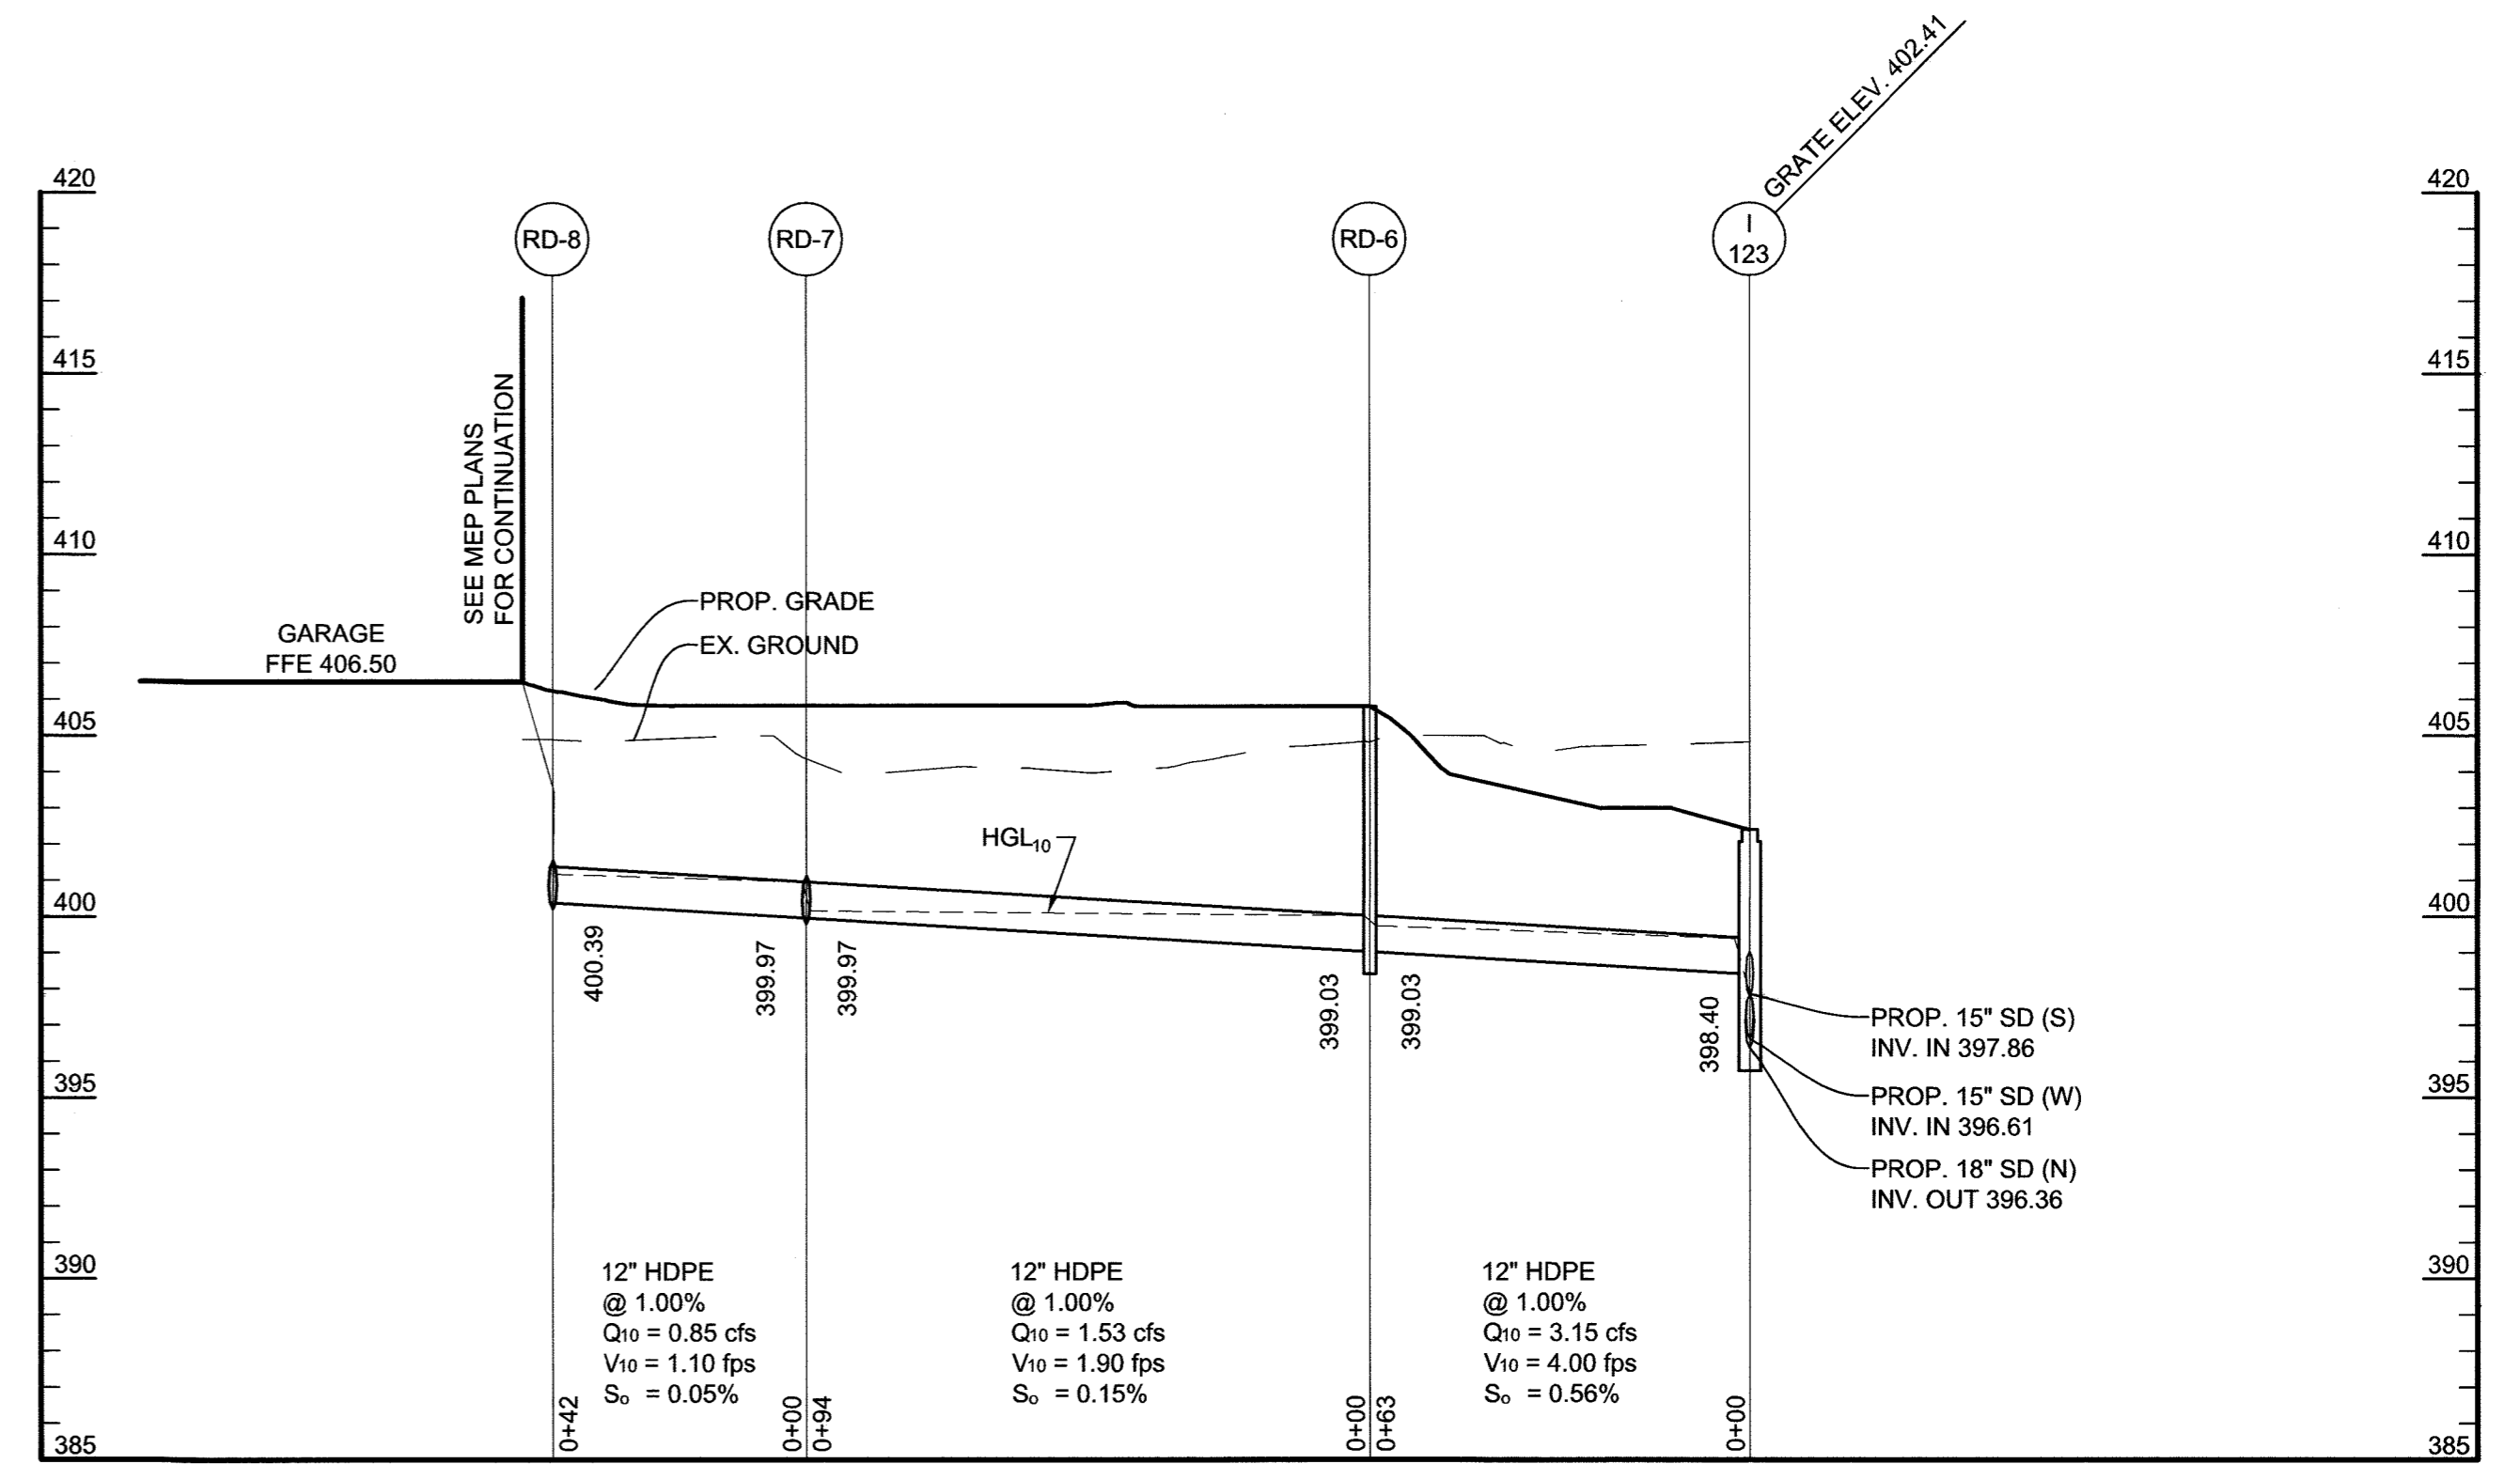 GRATE ELEV. 402.41
420
420
RD-8
RD-7
RD-6
I
123
415
415
SEE MEP PLANS
FOR CONTINUATION
410
410
PROP. GRADE
GARAGE
FFE 406.50
EX. GROUND
405
405
HGL10
400
400
400.39
399.97
399.97
399.03
399.03
398.40
PROP. 15" SD (S)
INV. IN 397.86
395
395
PROP. 15" SD (W)
INV. IN 396.61
PROP. 18" SD (N)
INV. OUT 396.36
390
390
12" HDPE
@ 1.00%
Q10 = 0.85 cfs
V10 = 1.10 fps
So = 0.05%
12" HDPE
@ 1.00%
Q10 = 1.53 cfs
V10 = 1.90 fps
So = 0.15%
12" HDPE
@ 1.00%
Q10 = 3.15 cfs
V10 = 4.00 fps
So = 0.56%
0+42
0+00
0+94
0+00
0+63
0+00
385
385